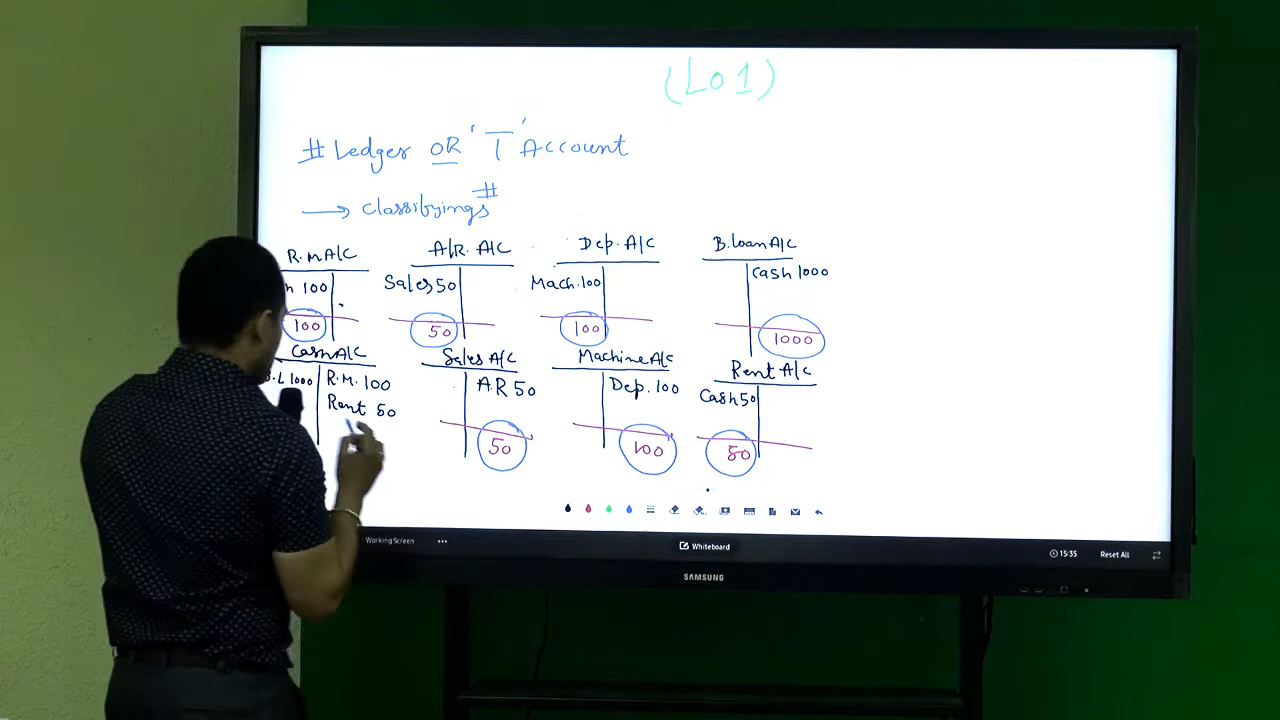 (LO1)
# Ledger OR 'T' Account
→ classifyings #
R.M A/C
h 100
100
A/R. A/C
Sales 50
50
Dep. A/C
Mach. 100
100
B. loan A/C
Cash 1000
1000
Cash A/C
.L 1000 R.M. 100
Rent 50
Sales A/C
A.R 50
50
Machine A/C
Dep. 100
100
Rent A/C
Cash 50
50
Working Screen
Whiteboard
15:35
Reset All
SAMSUNG